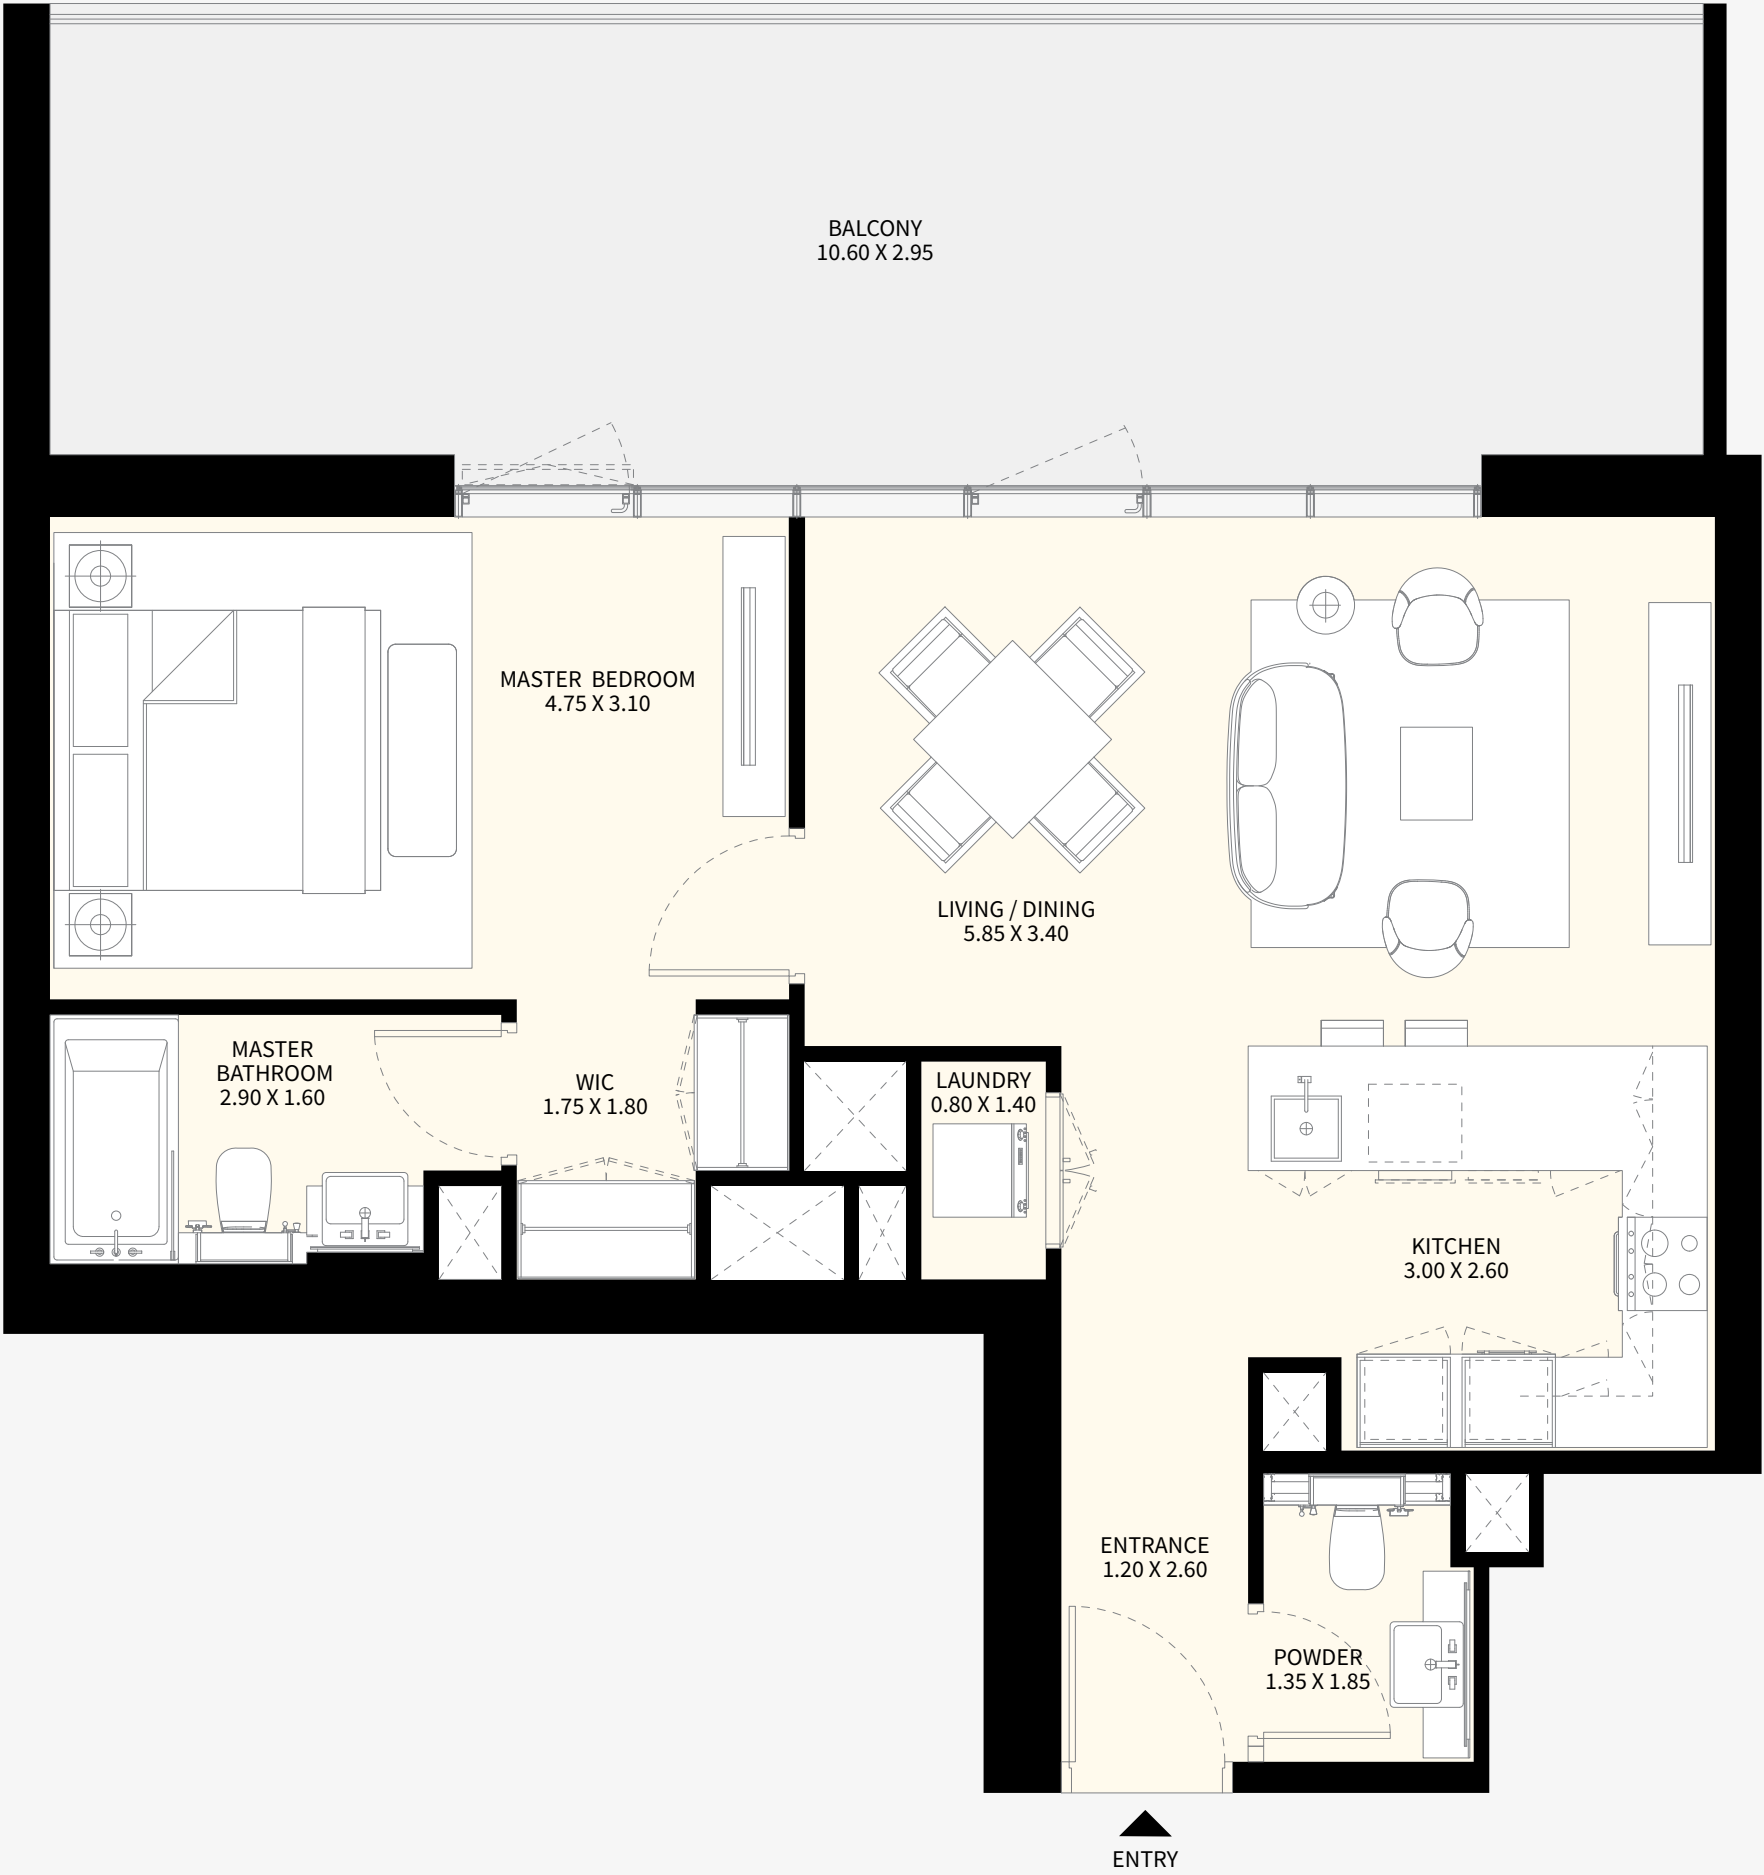 BALCONY
10.60 X 2.95
MASTER BEDROOM
4.75 X 3.10
LIVING / DINING
5.85 X 3.40
MASTER
BATHROOM
2.90 X 1.60
WIC
1.75 X 1.80
LAUNDRY
0.80 X 1.40
KITCHEN
3.00 X 2.60
ENTRANCE
1.20 X 2.60
POWDER
1.35 X 1.85
ENTRY